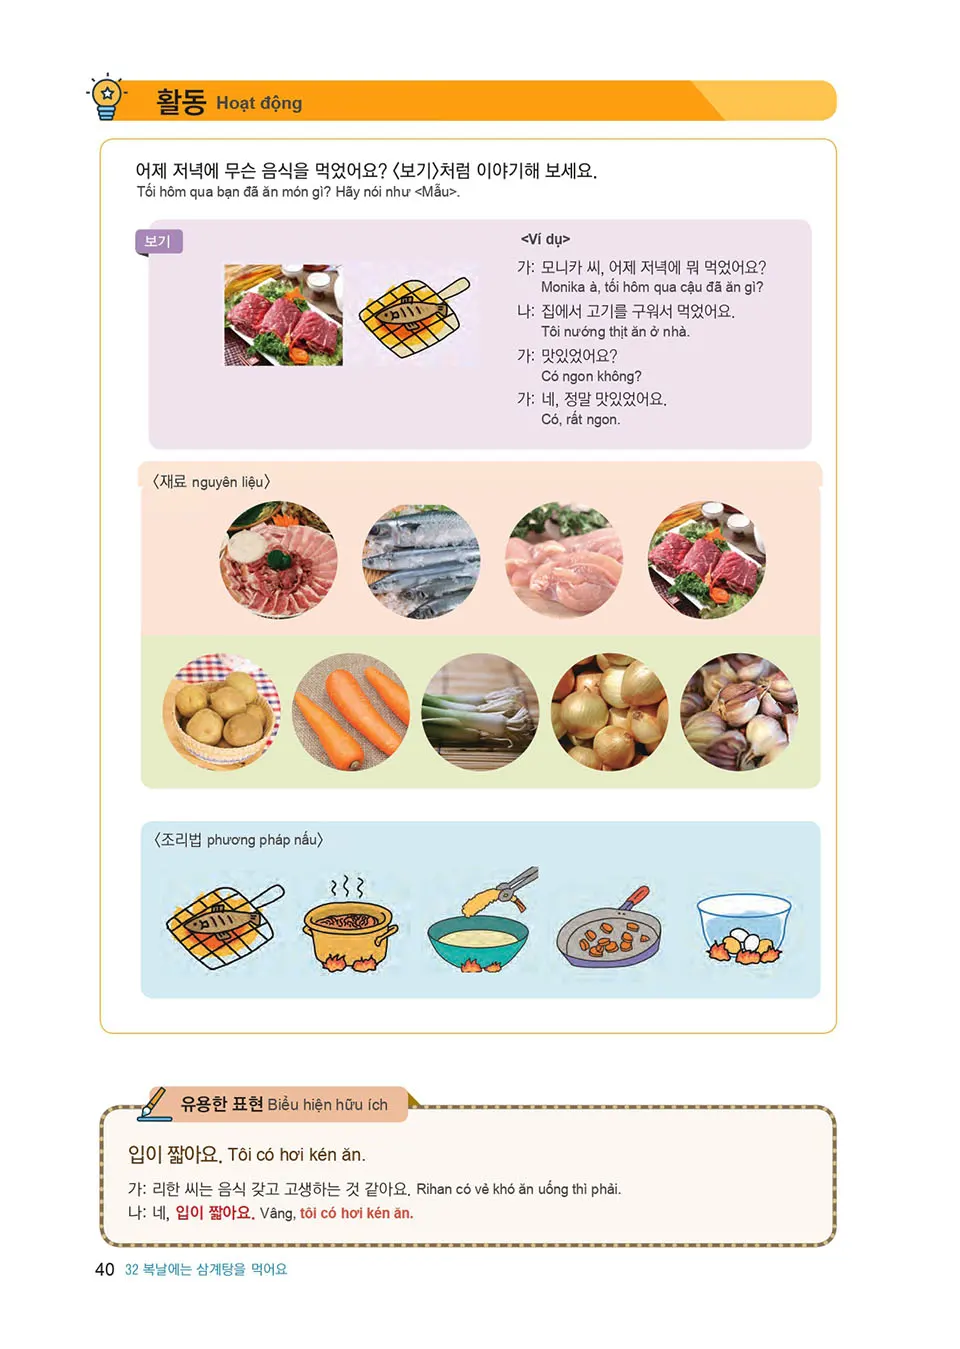 활동 Hoạt động
어제 저녁에 무슨 음식을 먹었어요? 〈보기〉처럼 이야기해 보세요.
Tối hôm qua bạn đã ăn món gì? Hãy nói như <Mẫu>.
보기
<Ví dụ>
가: 모니카 씨, 어제 저녁에 뭐 먹었어요?
Monika à, tối hôm qua cậu đã ăn gì?
나: 집에서 고기를 구워서 먹었어요.
Tôi nướng thịt ăn ở nhà.
가: 맛있었어요?
Có ngon không?
가: 네, 정말 맛있었어요.
Có, rất ngon.
〈재료 nguyên liệu〉
〈조리법 phương pháp nấu〉
유용한 표현 Biểu hiện hữu ích
입이 짧아요. Tôi có hơi kén ăn.
가: 리한 씨는 음식 갖고 고생하는 것 같아요. Rihan có vẻ khó ăn uống thì phải.
나: 네, 입이 짧아요. Vâng, tôi có hơi kén ăn.
40 32 복날에는 삼계탕을 먹어요